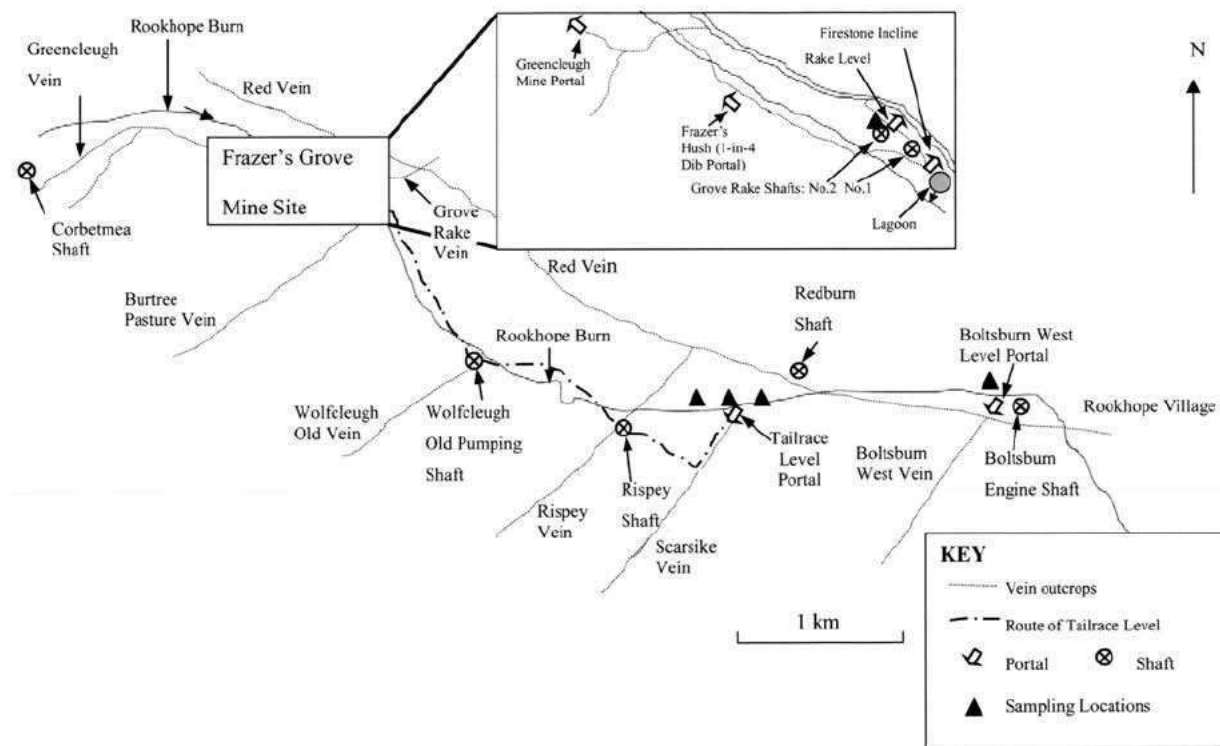 Rookhope Burn
Greencleugh
Vein
Red Vein
Corbetmea
Shaft
Frazer's Grove
Mine Site
Grove
Rake
Vein
Greencleugh
Mine Portal
Firestone Incline
Rake Level
Frazer's
Hush (1-in-4
Dib Portal)
Grove Rake Shafts: No.2 No.1
Lagoon
N
Burtree
Pasture Vein
Red Vein
Redburn
Shaft
Rookhope Burn
Boltsburn West
Level Portal
Rookhope Village
Wolfcleugh
Old Vein
Wolfcleugh
Old Pumping
Shaft
Rispey
Vein
Rispey
Shaft
Scarsike
Vein
Tailrace
Level
Portal
Boltsburn
West Vein
Boltsburn
Engine Shaft
1 km
KEY
Vein outcrops
Route of Tailrace Level
Portal
Shaft
Sampling Locations